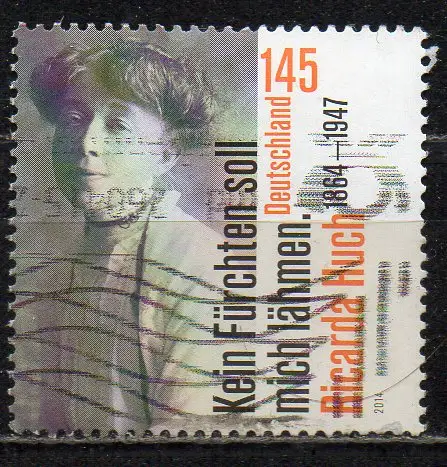 145
Deutschland
Kein Fürchten soll
mich lähmen.
Ricarda Huch 1864–1947
2014